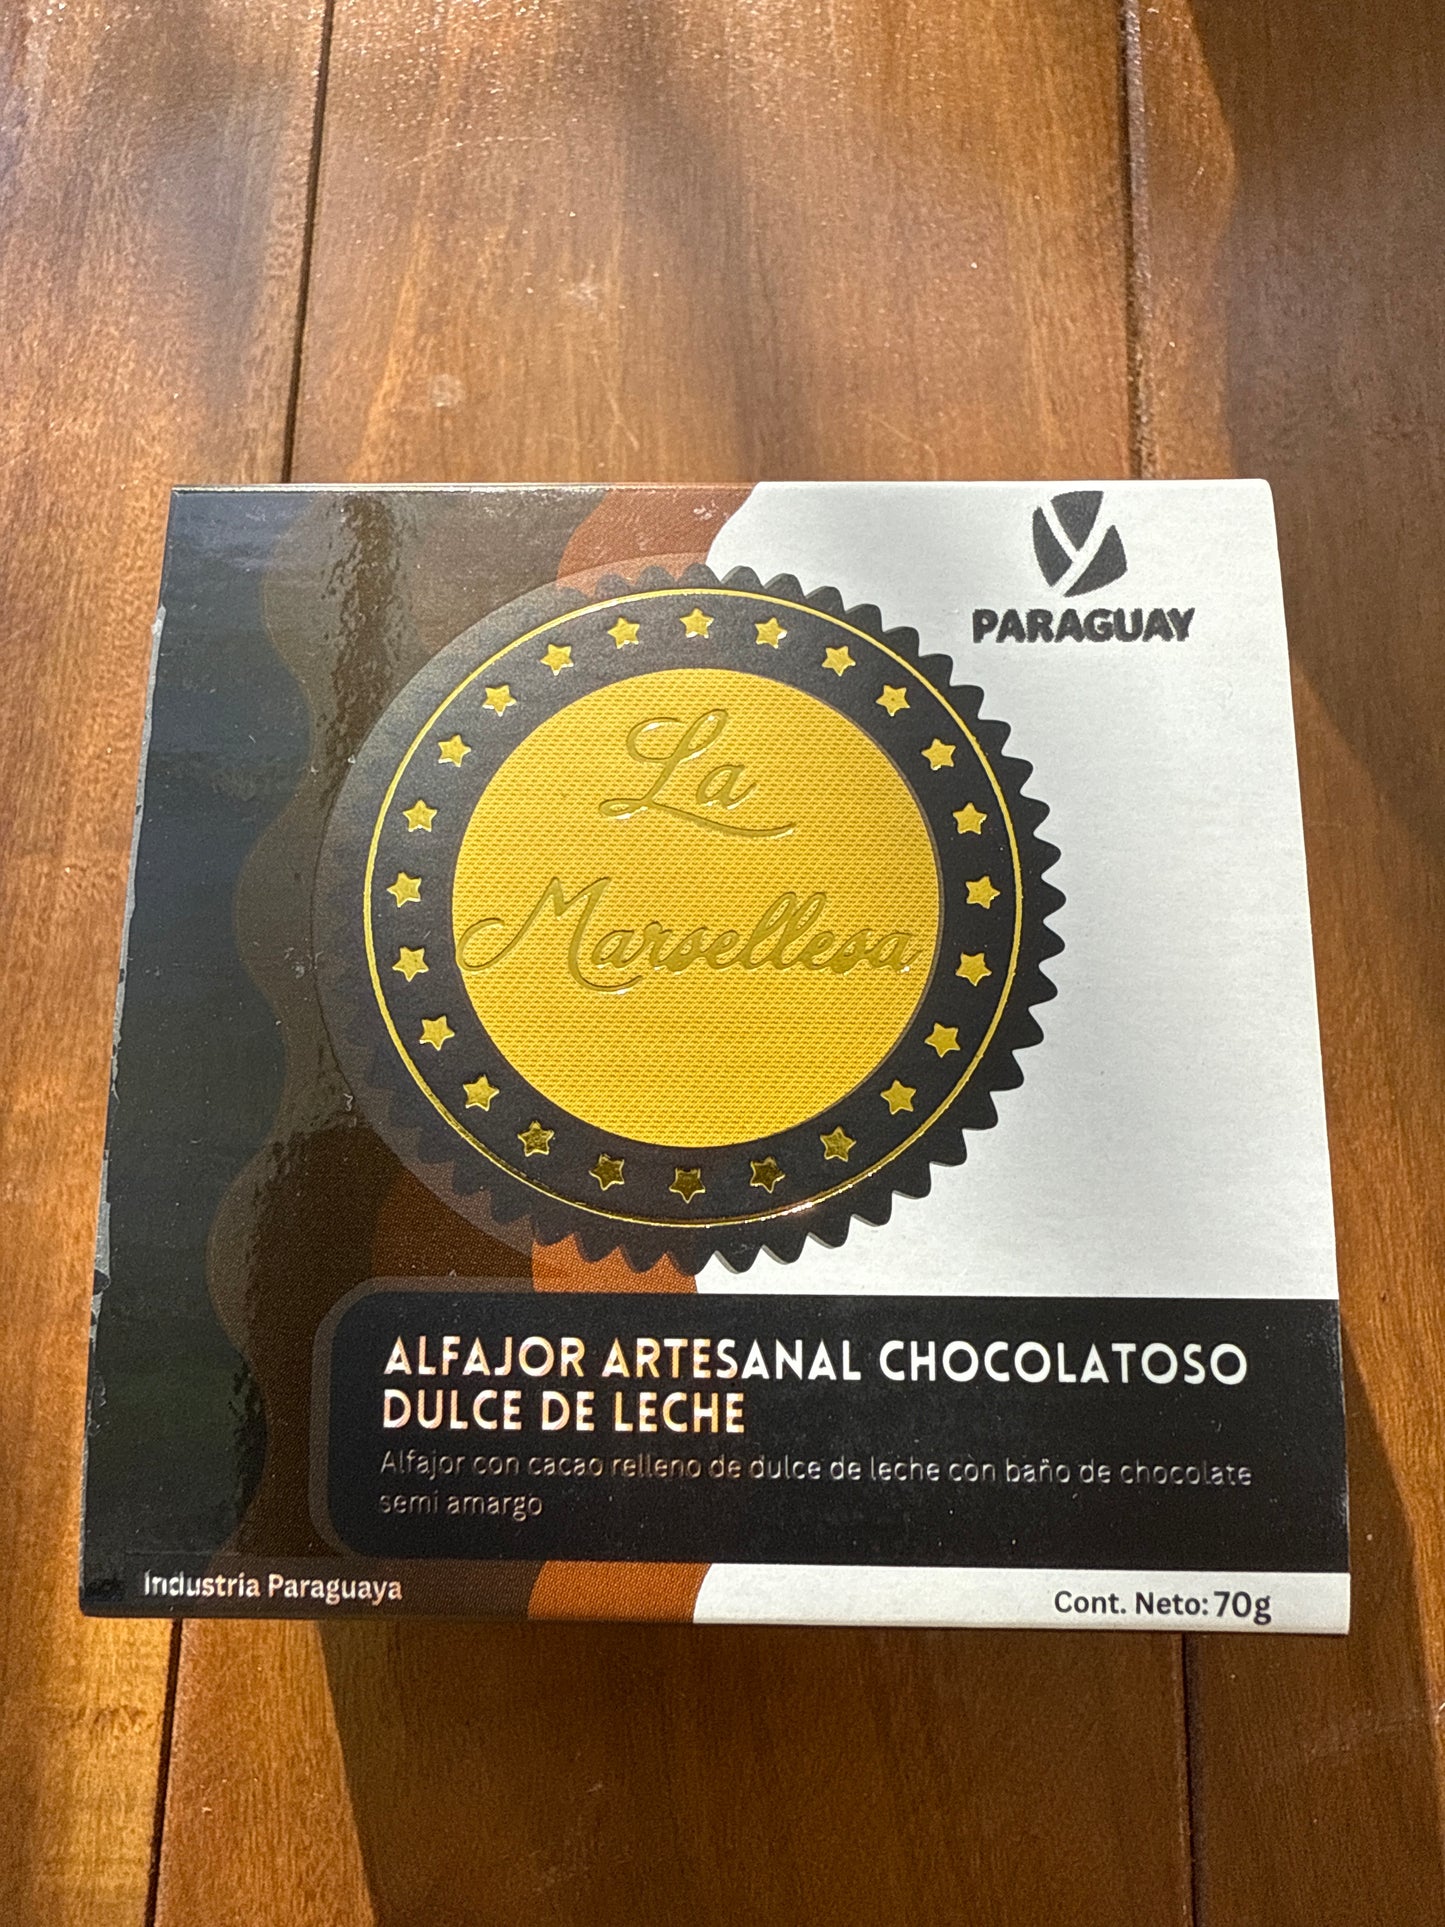 PARAGUAY
La
Marsellesa
ALFAJOR ARTESANAL CHOCOLATOSO
DULCE DE LECHE
Alfajor con cacao relleno de dulce de leche con baño de chocolate
semi amargo
Industria Paraguaya
Cont. Neto: 70g